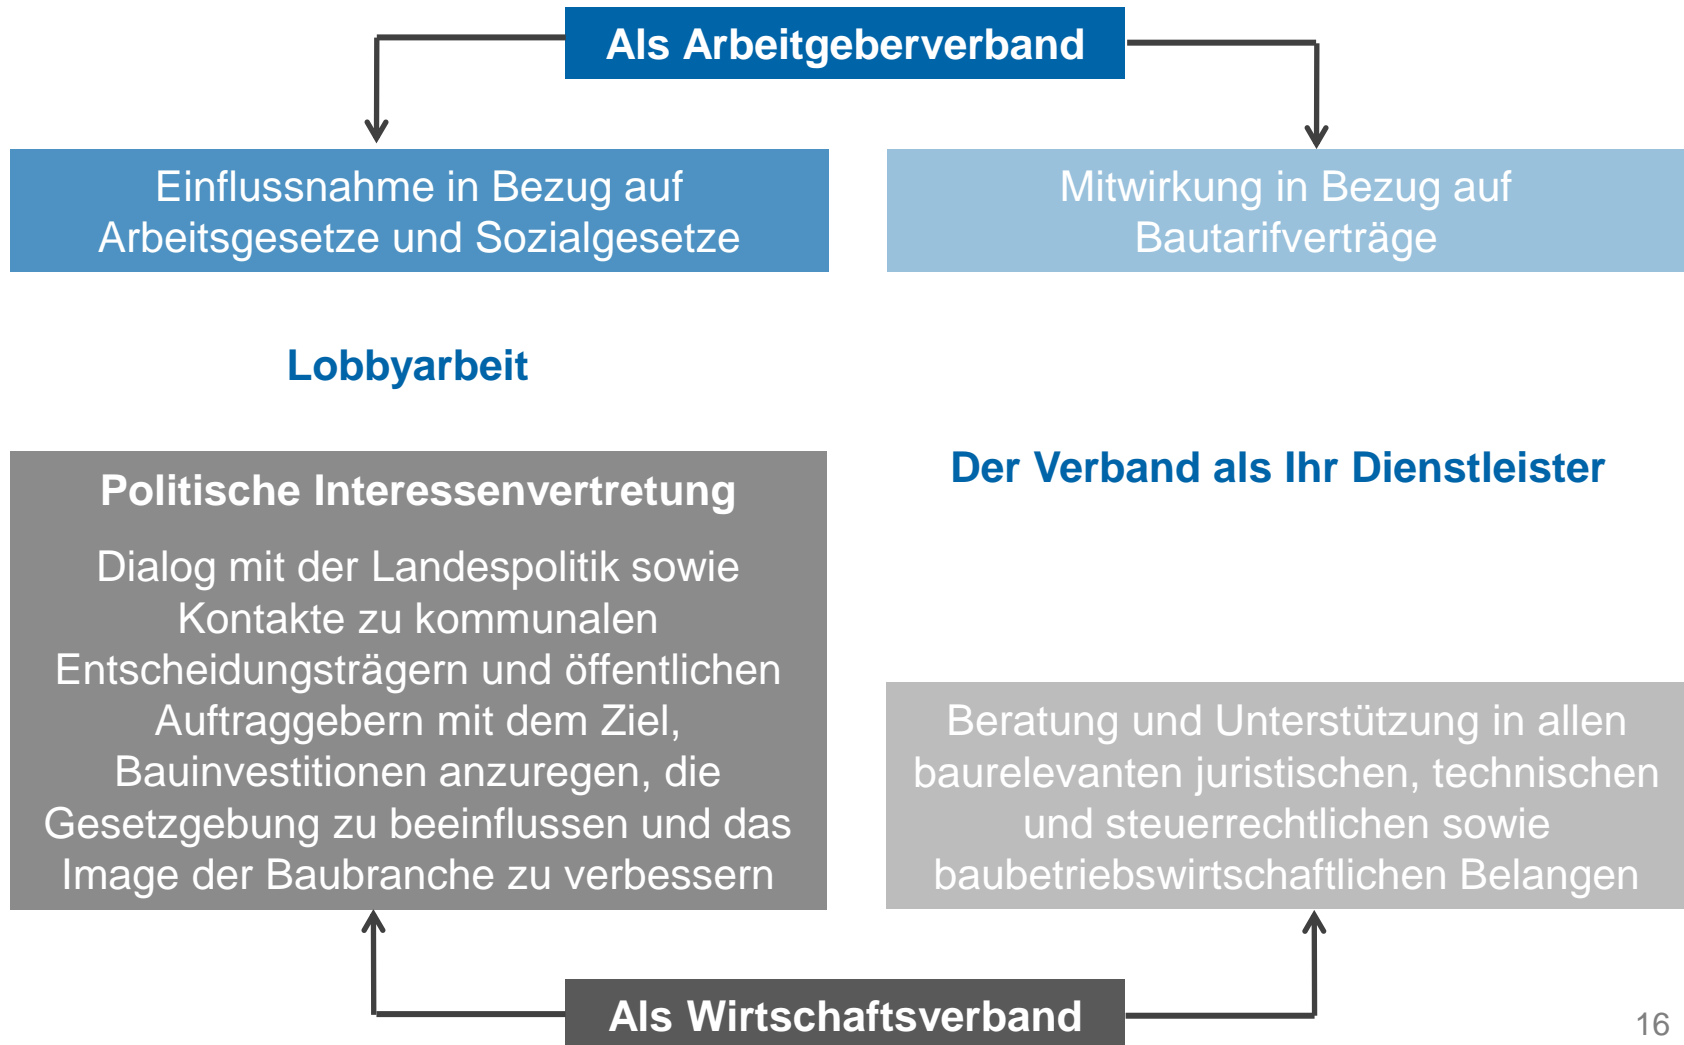 Als Arbeitgeberverband
Einflussnahme in Bezug auf
Arbeitsgesetze und Sozialgesetze
Mitwirkung in Bezug auf
Bautarifverträge
Lobbyarbeit
Politische Interessenvertretung
Dialog mit der Landespolitik sowie
Kontakte zu kommunalen
Entscheidungsträgern und öffentlichen
Auftraggebern mit dem Ziel,
Bauinvestitionen anzuregen, die
Gesetzgebung zu beeinflussen und das
Image der Baubranche zu verbessern
Der Verband als Ihr Dienstleister
Beratung und Unterstützung in allen
baurelevanten juristischen, technischen
und steuerrechtlichen sowie
baubetriebswirtschaftlichen Belangen
Als Wirtschaftsverband
16